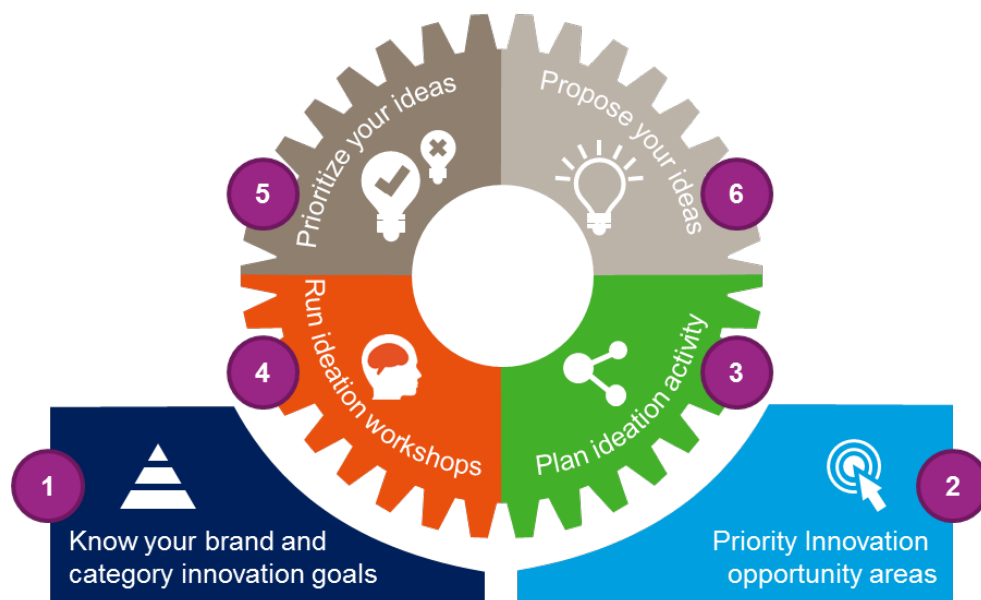 Prioritize your ideas
Propose your ideas
5
6
Run ideation workshops
Plan ideation activity
4
3
1
Know your brand and
category innovation goals
2
Priority Innovation
opportunity areas